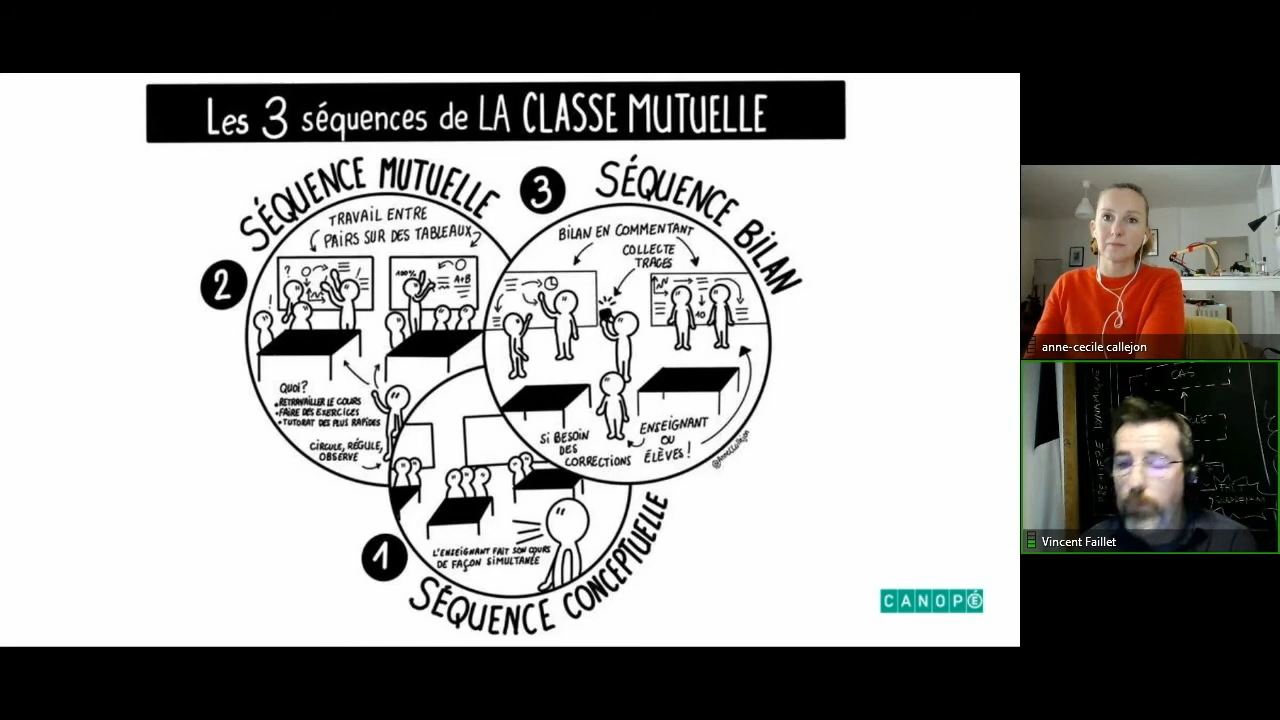 Les 3 séquences de LA CLASSE MUTUELLE
SÉQUENCE MUTUELLE
2
TRAVAIL ENTRE
PAIRS SUR DES TABLEAUX
?
100%
A+B
QUOI?
• RETRAVAILLER LE COURS
• FAIRE DES EXERCICES
• TUTORAT DES PLUS RAPIDES
CIRCULE, RÉGULE,
OBSERVE
3
SÉQUENCE BILAN
BILAN EN COMMENTANT
COLLECTE
TRACES
10
SI BESOIN
DES
CORRECTIONS
ENSEIGNANT
OU
ÉLÈVES!
1
L'ENSEIGNANT FAIT SON COURS
DE FAÇON SIMULTANÉE
SÉQUENCE CONCEPTUELLE
CANOPÉ
anne-cecile callejon
CAS
Vincent Faillet